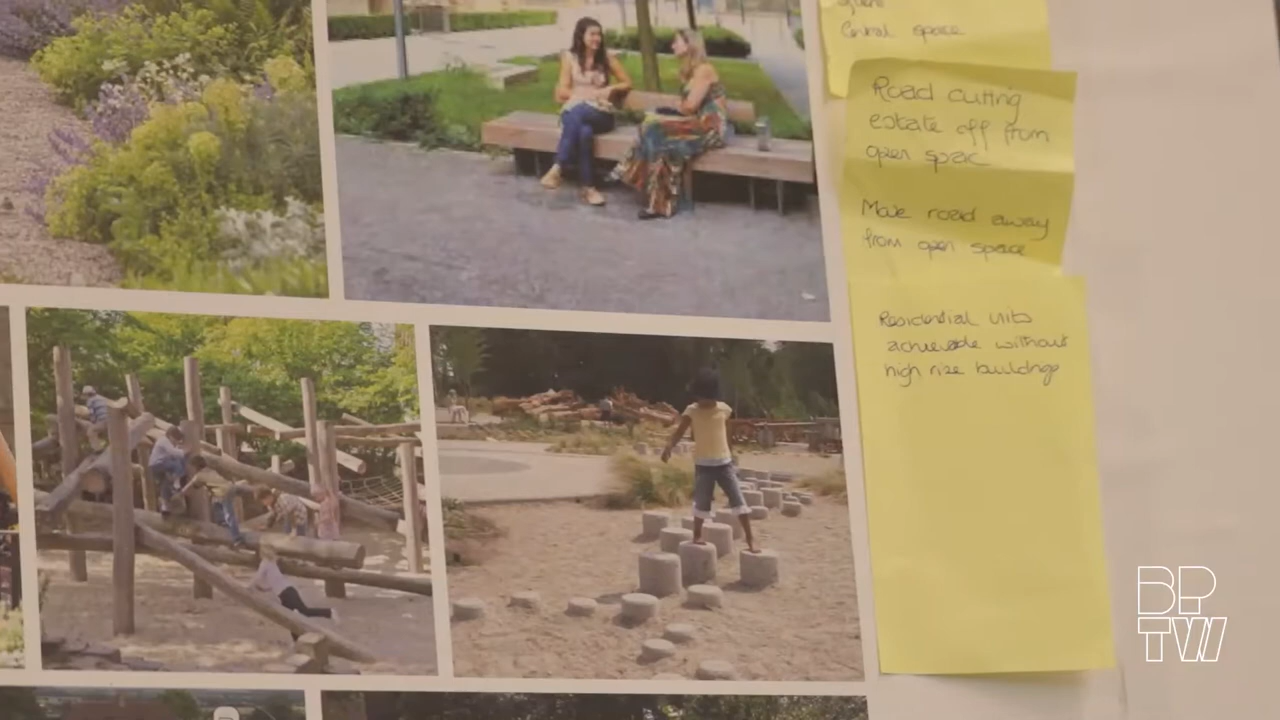 Central space
Road cutting
estate off from
open spac
Move road away
from open space
Residential units
achievable without
high rise buildings
BP
TW